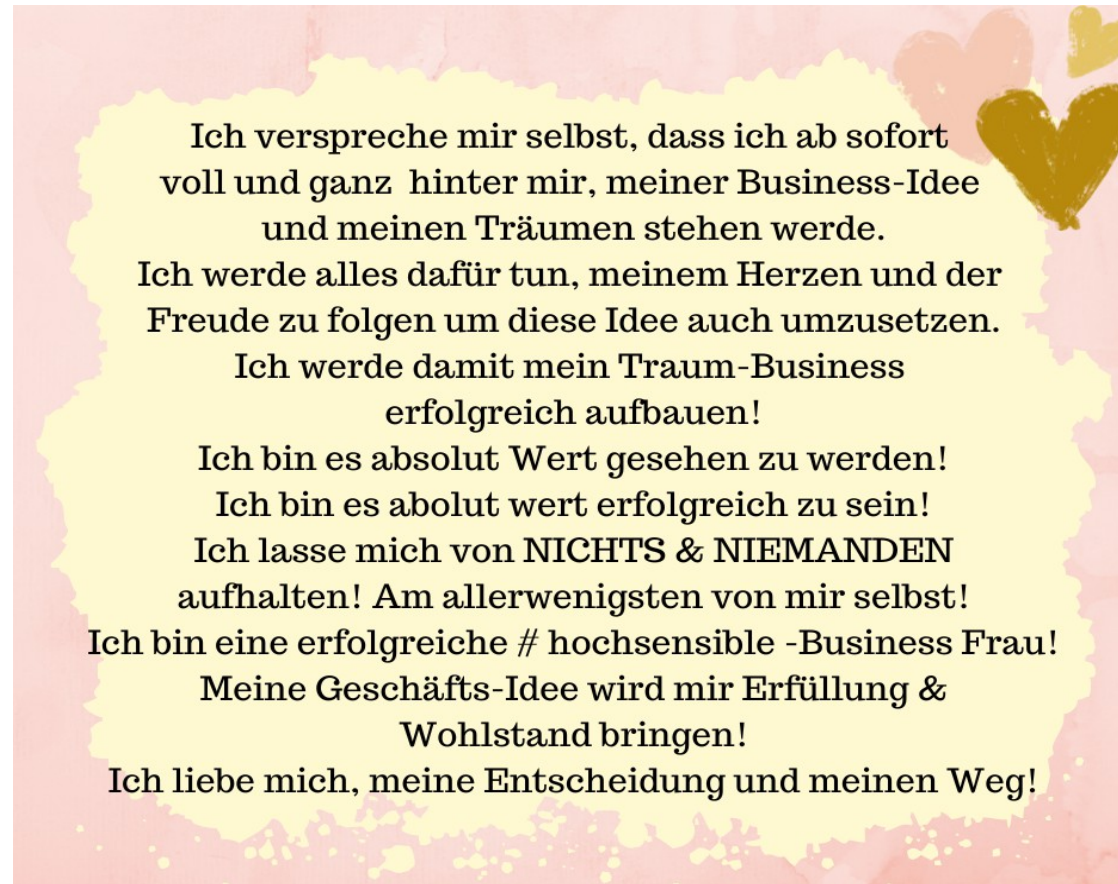 Ich verspreche mir selbst, dass ich ab sofort
voll und ganz  hinter mir, meiner Business-Idee
und meinen Träumen stehen werde.
Ich werde alles dafür tun, meinem Herzen und der
Freude zu folgen um diese Idee auch umzusetzen.
Ich werde damit mein Traum-Business
erfolgreich aufbauen!
Ich bin es absolut Wert gesehen zu werden!
Ich bin es abolut wert erfolgreich zu sein!
Ich lasse mich von NICHTS & NIEMANDEN
aufhalten! Am allerwenigsten von mir selbst!
Ich bin eine erfolgreiche # hochsensible -Business Frau!
Meine Geschäfts-Idee wird mir Erfüllung &
Wohlstand bringen!
Ich liebe mich, meine Entscheidung und meinen Weg!